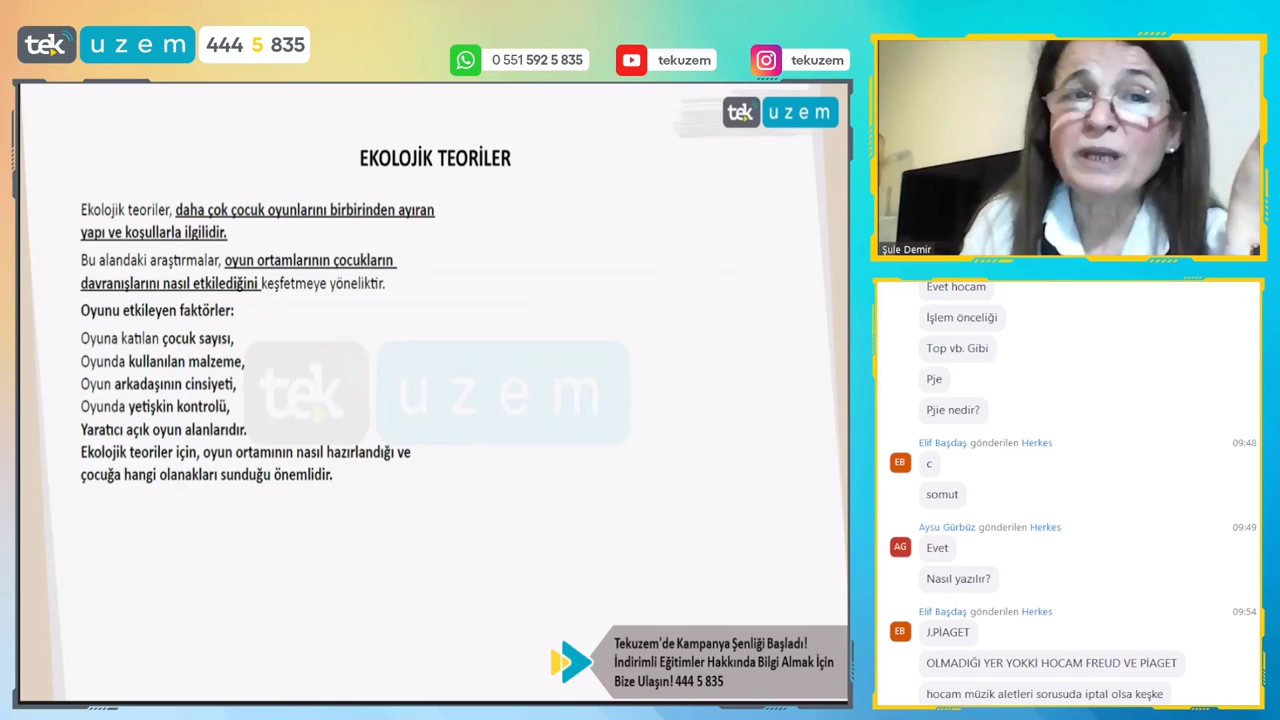 tek uzem 444 5 835
0 551 592 5 835
tekuzem
tekuzem
tek uzem
EKOLOJİK TEORİLER
Ekolojik teoriler, daha çok çocuk oyunlarını birbirinden ayıran
yapı ve koşullarla ilgilidir.
Bu alandaki araştırmalar, oyun ortamlarının çocukların
davranışlarını nasıl etkilediğini keşfetmeye yöneliktir.
Oyunu etkileyen faktörler:
Oyuna katılan çocuk sayısı,
Oyunda kullanılan malzeme,
Oyun arkadaşının cinsiyeti,
Oyunda yetişkin kontrolü,
Yaratıcı açık oyun alanlarıdır.
Ekolojik teoriler için, oyun ortamının nasıl hazırlandığı ve
çocuğa hangi olanakları sunduğu önemlidir.
tek uzem
Tekuzem'de Kampanya Şenliği Başladı!
İndirimli Eğitimler Hakkında Bilgi Almak İçin
Bize Ulaşın! 444 5 835
Şule Demir
Evet hocam
İşlem önceliği
Top vb. Gibi
Pje
Pjie nedir?
Elif Başdaş gönderilen Herkes 09:48
EB
c
somut
Aysu Gürbüz gönderilen Herkes 09:49
AG
Evet
Nasıl yazılır?
Elif Başdaş gönderilen Herkes 09:54
EB
J.PİAGET
OLMADIĞI YER YOKKİ HOCAM FREUD VE PİAGET
hocam müzik aletleri sorusuda iptal olsa keşke